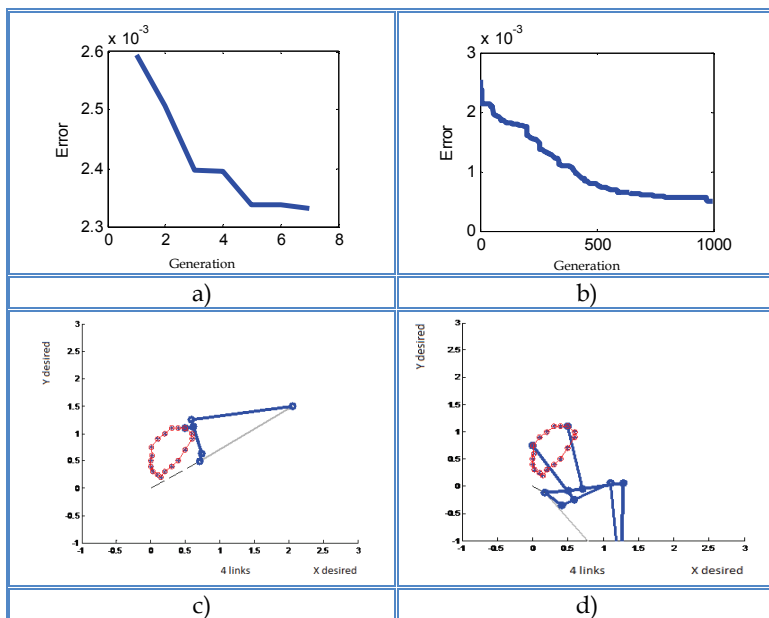 x 10⁻³
2.6
2.5
2.4
2.3
0 2 4 6 8
Error
Generation
x 10⁻³
3
2
1
0
0 500 1000
Error
Generation
a) b)
3
2.5
2
1.5
1
0.5
0
-0.5
-1
-1 -0.5 0 0.5 1 1.5 2 2.5 3
Y desired
4 links X desired
3
2.5
2
1.5
1
0.5
0
-0.5
-1
-1 -0.5 0 0.5 1 1.5 2 2.5 3
Y desired
4 links X desired
c) d)